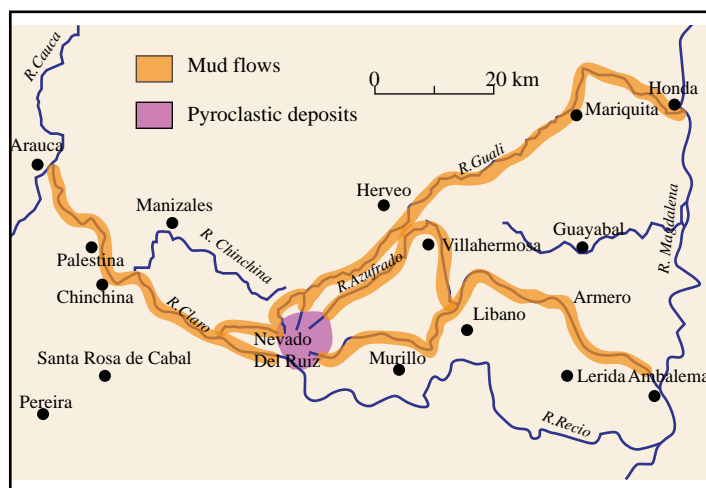 R.Cauca
Mud flows
0 20 km
Pyroclastic deposits
Honda
Mariquita
Arauca
R.Guali
Herveo
Manizales
R. Magdalena
Guayabal
Villahermosa
R. Chinchina
Palestina
R.Azufrado
Chinchina
Armero
R.Claro
Libano
Nevado
Del Ruiz
Murillo
Santa Rosa de Cabal
Lerida
Ambalema
Pereira
R.Recio